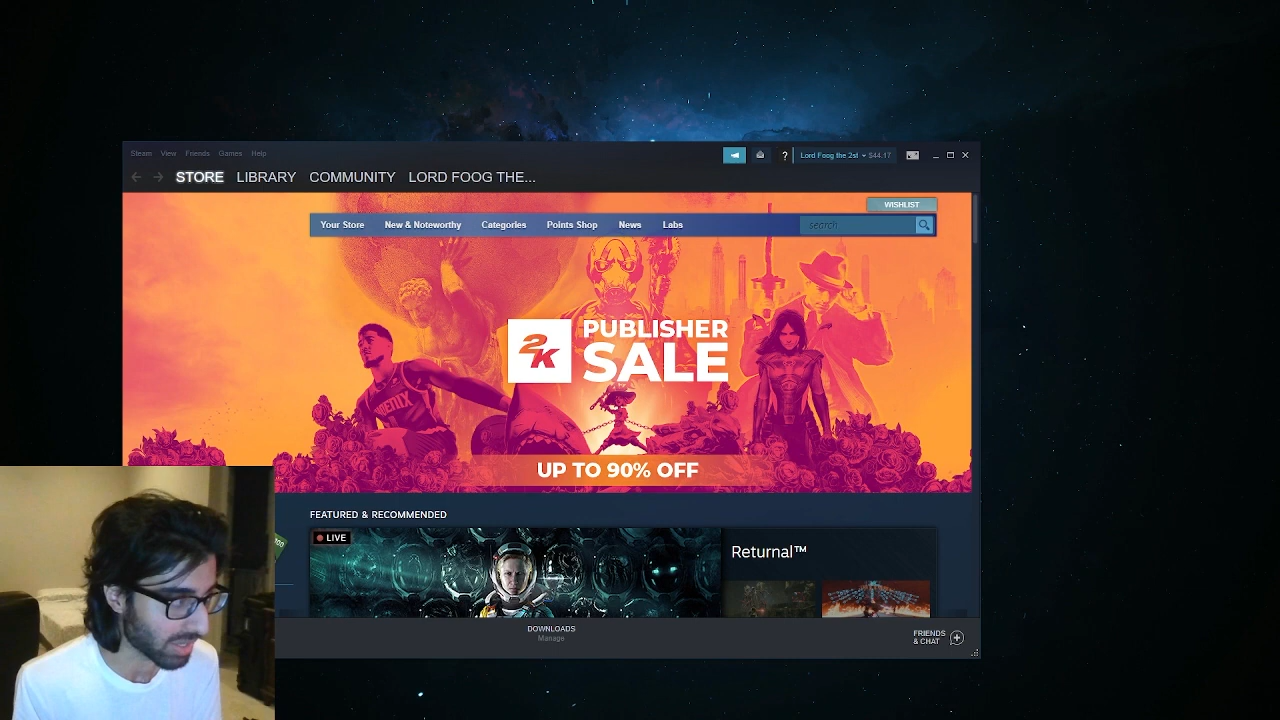 Steam View Friends Games Help
? Lord Foog the 2st $44.17
STORE LIBRARY COMMUNITY LORD FOOG THE...
WISHLIST
Your Store New & Noteworthy Categories Points Shop News Labs search
2K PUBLISHER
SALE
PHOENIX
UP TO 90% OFF
FEATURED & RECOMMENDED
LIVE
Returnal™
DOWNLOADS
Manage
FRIENDS
& CHAT